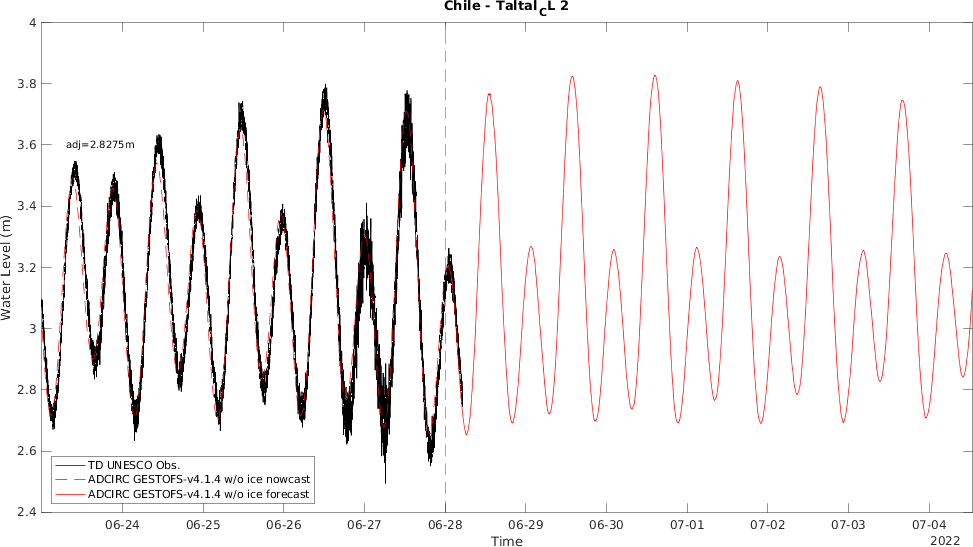 Chile - Taltal_CL 2
4
3.8
adj=2.8275m
3.6
3.4
3.2
3
2.8
2.6
2.4
Water Level (m)
TD UNESCO Obs.
ADCIRC GESTOFS-v4.1.4 w/o ice nowcast
ADCIRC GESTOFS-v4.1.4 w/o ice forecast
06-24 06-25 06-26 06-27 06-28 06-29 06-30 07-01 07-02 07-03 07-04
Time
2022